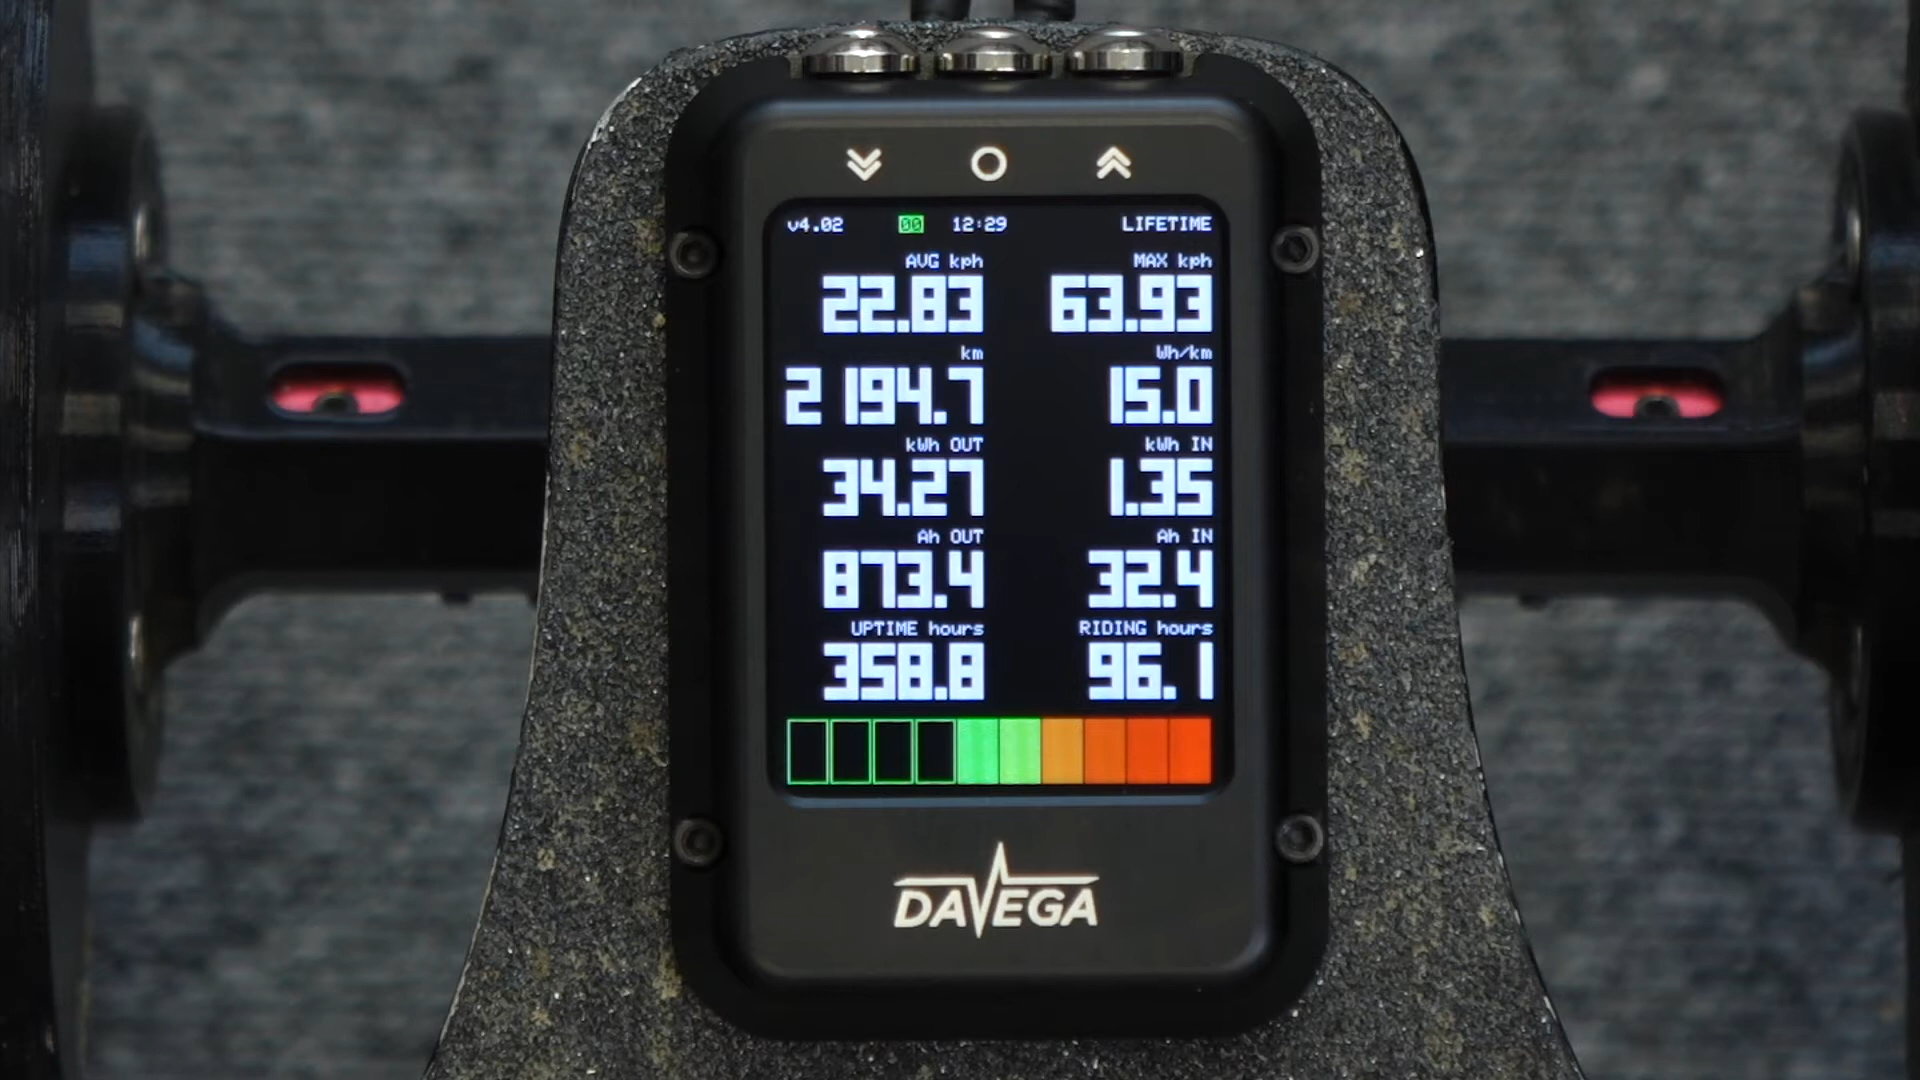 v4.02 00 12:29 LIFETIME
AVG kph MAX kph
22.83 63.93
km Wh/km
2 194.7 15.0
kWh OUT kWh IN
34.27 1.35
Ah OUT Ah IN
873.4 32.4
UPTIME hours RIDING hours
358.8 96.1
DAVEGA